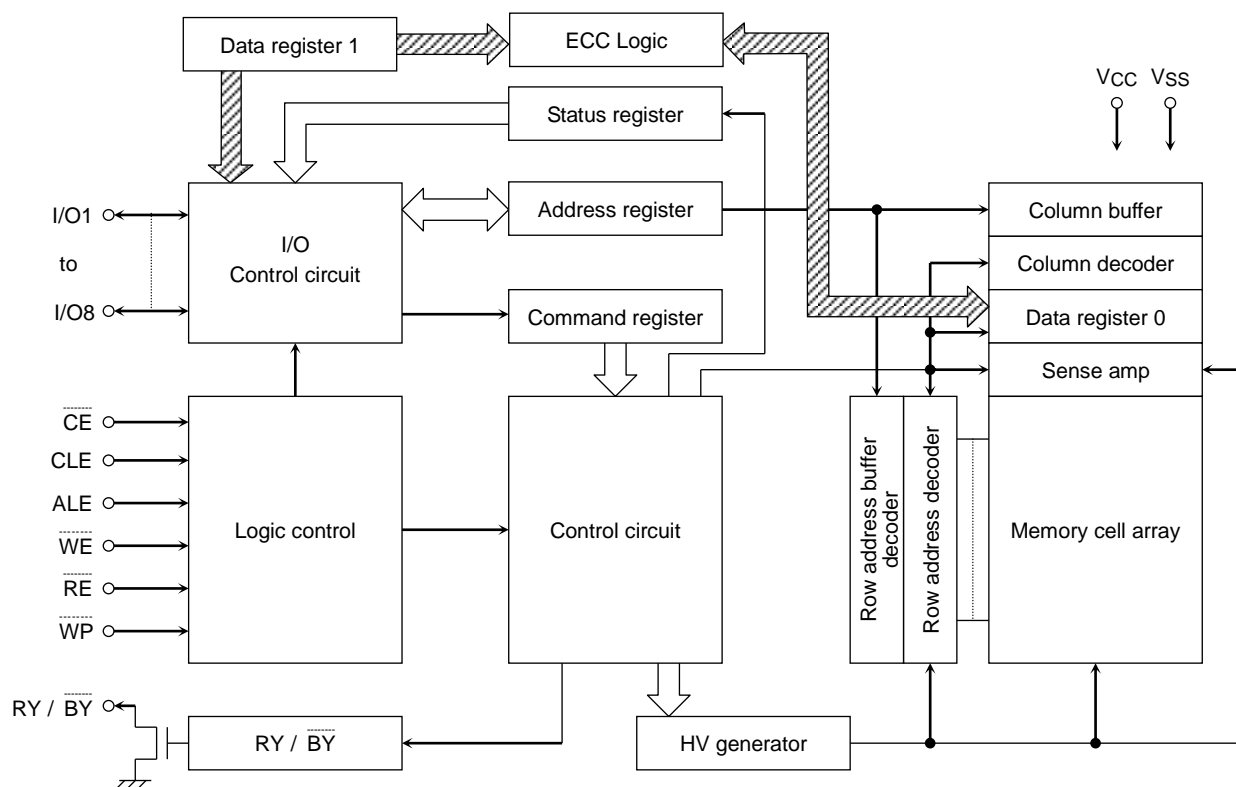 Data register 1
ECC Logic
VCC
VSS
Status register
I/O1
to
I/O8
I/O
Control circuit
Address register
Column buffer
Column decoder
Command register
Data register 0
Sense amp
CE
CLE
ALE
WE
RE
WP
Logic control
Control circuit
Row address buffer
decoder
Row address decoder
Memory cell array
RY / BY
RY / BY
HV generator